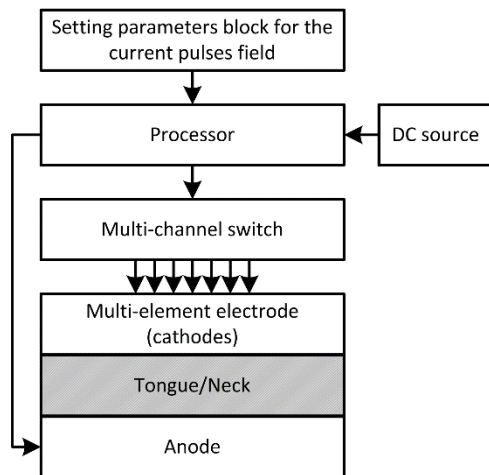 Setting parameters block for the
current pulses field
Processor
DC source
Multi-channel switch
Multi-element electrode
(cathodes)
Tongue/Neck
Anode